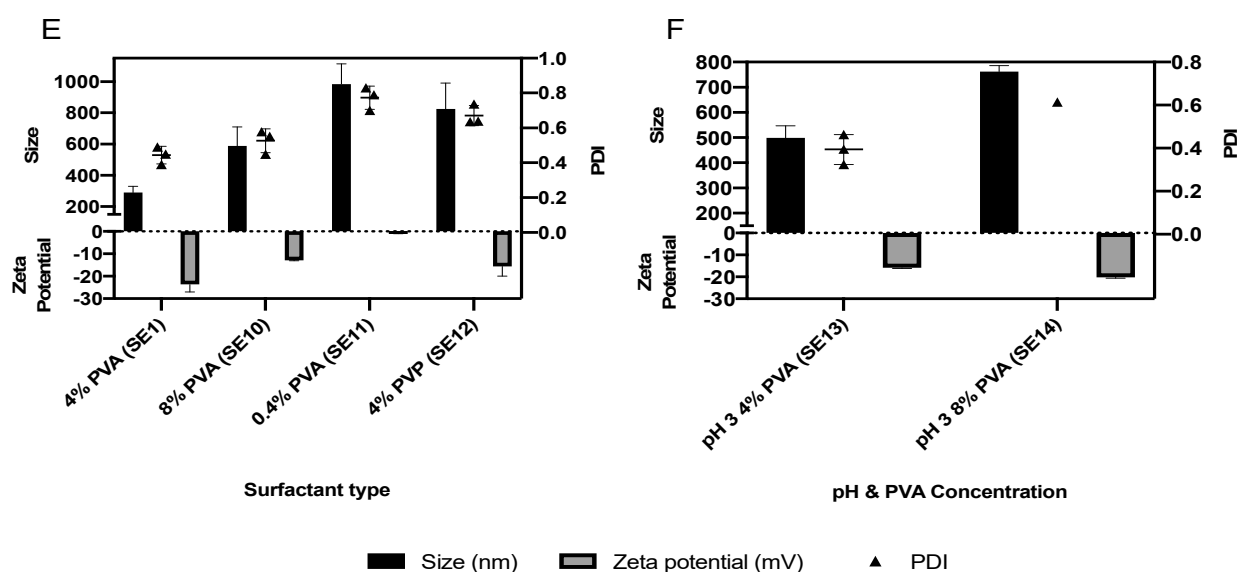 E
F
1000
800
600
400
200
0
-10
-20
-30
Size
Zeta
Potential
1.0
0.8
0.6
0.4
0.2
0.0
PDI
4% PVA (SE1)
8% PVA (SE10)
0.4% PVA (SE11)
4% PVP (SE12)
Surfactant type
800
700
600
500
400
300
200
0
-10
-20
-30
Size
Zeta
Potential
0.8
0.6
0.4
0.2
0.0
PDI
pH 3 4% PVA (SE13)
pH 3 8% PVA (SE14)
pH & PVA Concentration
Size (nm) Zeta potential (mV) PDI